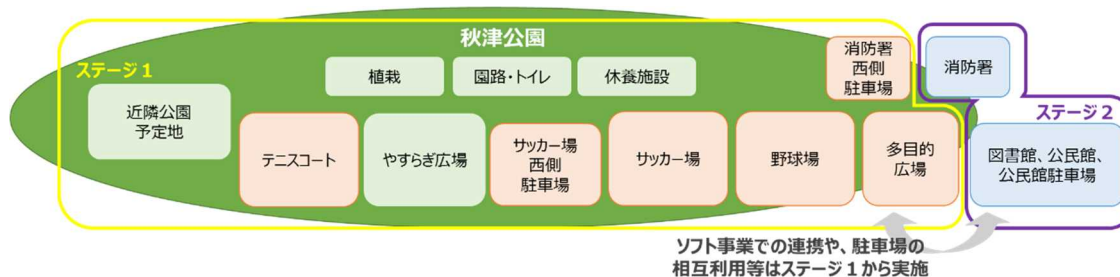 秋津公園
ステージ1
植栽
園路・トイレ
休養施設
消防署
西側
駐車場
消防署
近隣公園
予定地
テニスコート
やすらぎ広場
サッカー場
西側
駐車場
サッカー場
野球場
多目的
広場
ステージ2
図書館、公民館、
公民館駐車場
ソフト事業での連携や、駐車場の
相互利用等はステージ1から実施